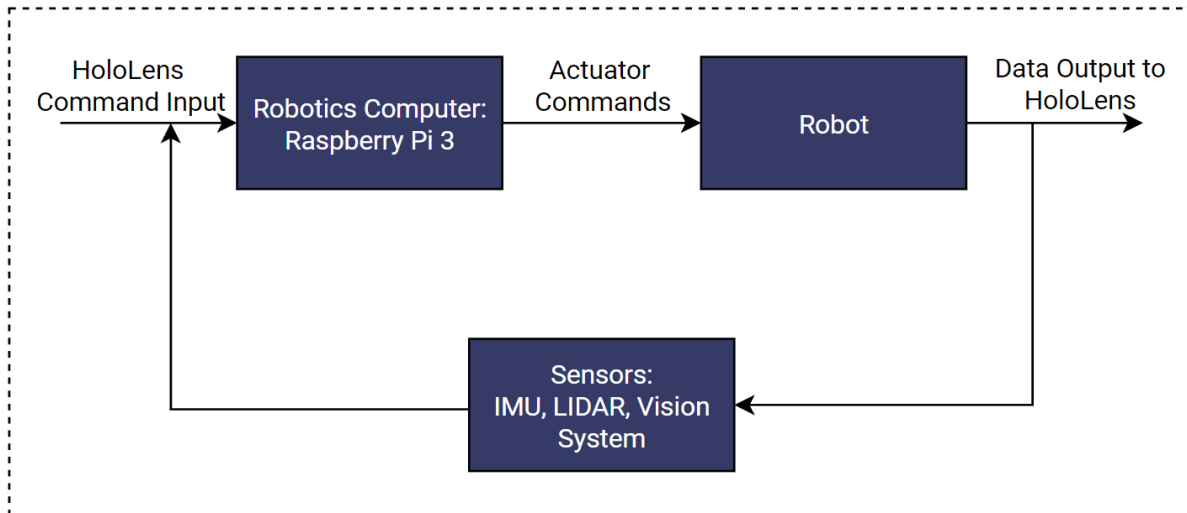 HoloLens
Command Input
Robotics Computer:
Raspberry Pi 3
Actuator
Commands
Robot
Data Output to
HoloLens
Sensors:
IMU, LIDAR, Vision
System